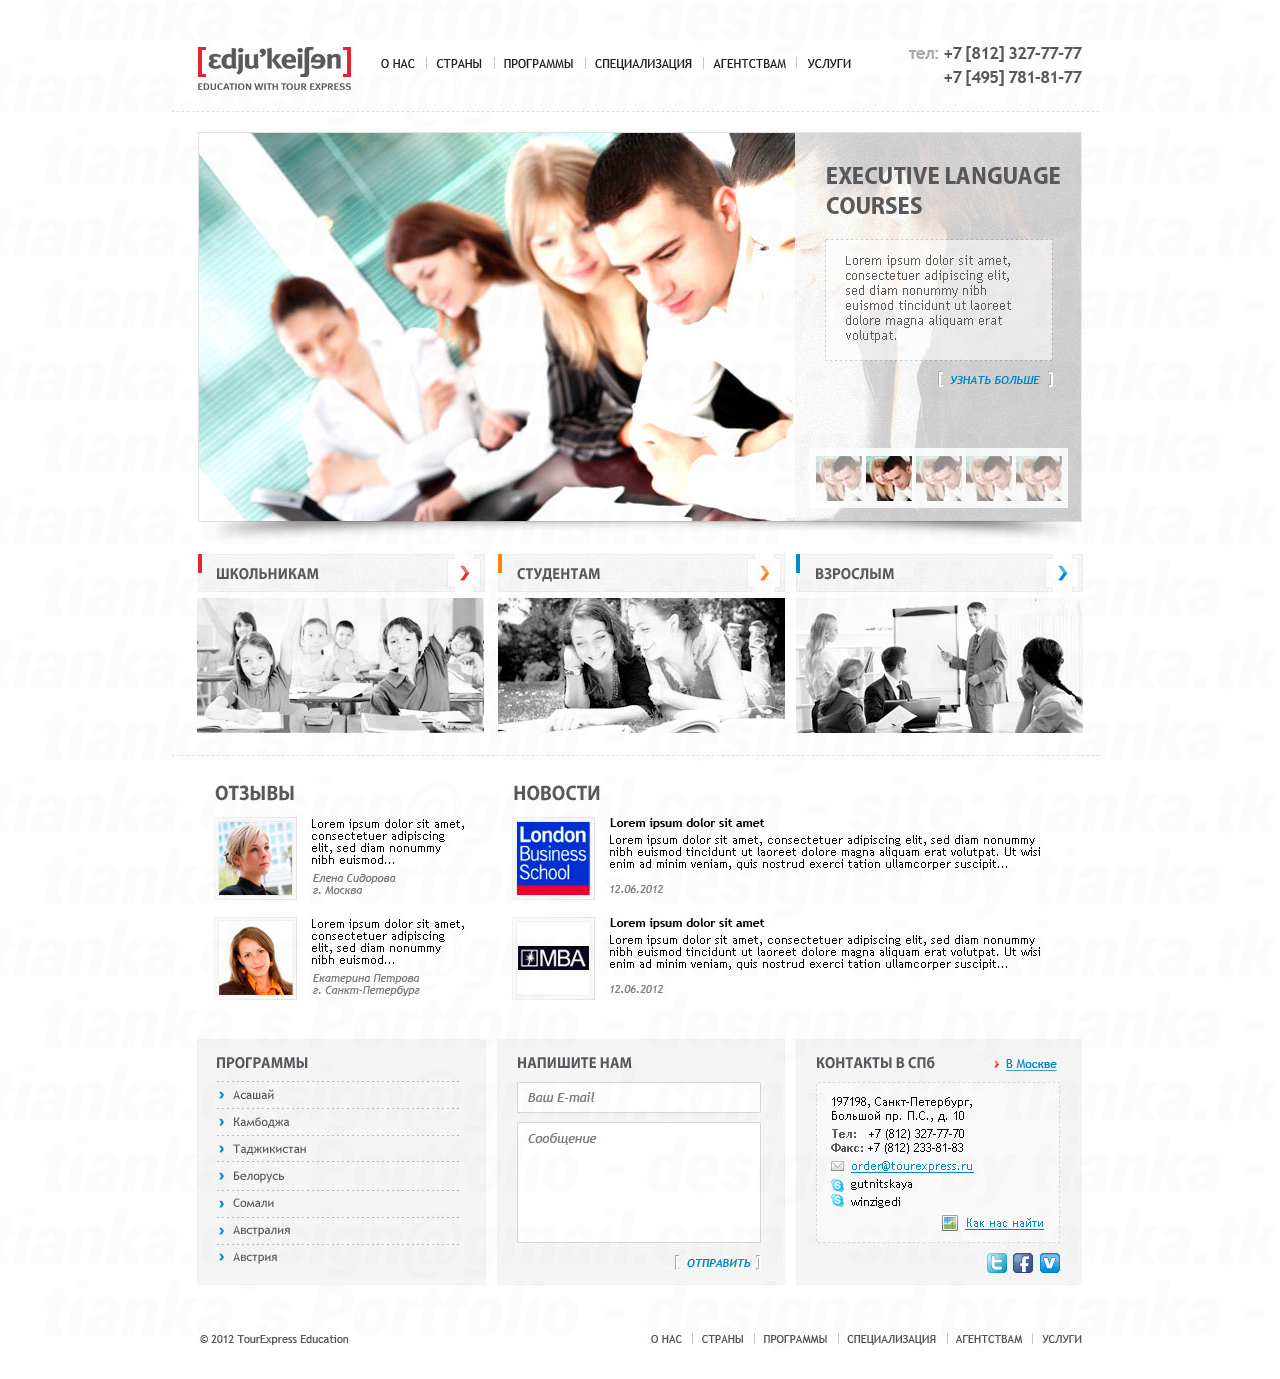 [ɛdju'keiʃən]
EDUCATION WITH TOUR EXPRESS
О НАС СТРАНЫ ПРОГРАММЫ СПЕЦИАЛИЗАЦИЯ АГЕНТСТВАМ УСЛУГИ
тел: +7 [812] 327-77-77
+7 [495] 781-81-77
EXECUTIVE LANGUAGE
COURSES
Lorem ipsum dolor sit amet,
consectetuer adipiscing elit,
sed diam nonummy nibh
euismod tincidunt ut laoreet
dolore magna aliquam erat
volutpat.
[ УЗНАТЬ БОЛЬШЕ ]
ШКОЛЬНИКАМ
СТУДЕНТАМ
ВЗРОСЛЫМ
ОТЗЫВЫ
Lorem ipsum dolor sit amet,
consectetuer adipiscing
elit, sed diam nonummy
nibh euismod...
Елена Сидорова
г. Москва
Lorem ipsum dolor sit amet,
consectetuer adipiscing
elit, sed diam nonummy
nibh euismod...
Екатерина Петрова
г. Санкт-Петербург
НОВОСТИ
London
Business
School
Lorem ipsum dolor sit amet
Lorem ipsum dolor sit amet, consectetuer adipiscing elit, sed diam nonummy
nibh euismod tincidunt ut laoreet dolore magna aliquam erat volutpat. Ut wisi
enim ad minim veniam, quis nostrud exerci tation ullamcorper suscipit...
12.06.2012
MBA
Lorem ipsum dolor sit amet
Lorem ipsum dolor sit amet, consectetuer adipiscing elit, sed diam nonummy
nibh euismod tincidunt ut laoreet dolore magna aliquam erat volutpat. Ut wisi
enim ad minim veniam, quis nostrud exerci tation ullamcorper suscipit...
12.06.2012
ПРОГРАММЫ
Асашай
Камбоджа
Таджикистан
Белорусь
Сомали
Австралия
Австрия
НАПИШИТЕ НАМ
Ваш E-mail
Сообщение
[ ОТПРАВИТЬ ]
КОНТАКТЫ В СПб
В Москве
197198, Санкт-Петербург,
Большой пр. П.С., д. 10
Тел: +7 (812) 327-77-70
Факс: +7 (812) 233-81-83
order@tourexpress.ru
gutnitskaya
winzigedi
Как нас найти
© 2012 TourExpress Education
О НАС СТРАНЫ ПРОГРАММЫ СПЕЦИАЛИЗАЦИЯ АГЕНТСТВАМ УСЛУГИ